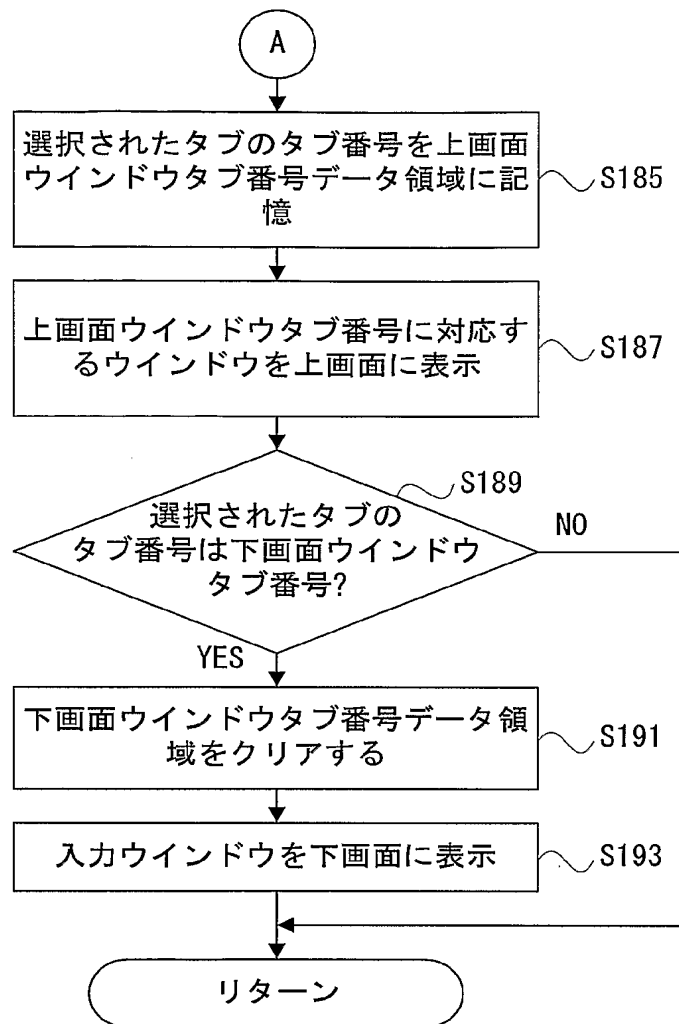 A
選択されたタブのタブ番号を上画面
ウインドウタブ番号データ領域に記
憶
S185
上画面ウインドウタブ番号に対応す
るウインドウを上画面に表示
S187
S189
選択されたタブの
タブ番号は下画面ウインドウ
タブ番号?
NO
YES
下画面ウインドウタブ番号データ領
域をクリアする
S191
入力ウインドウを下画面に表示
S193
リターン